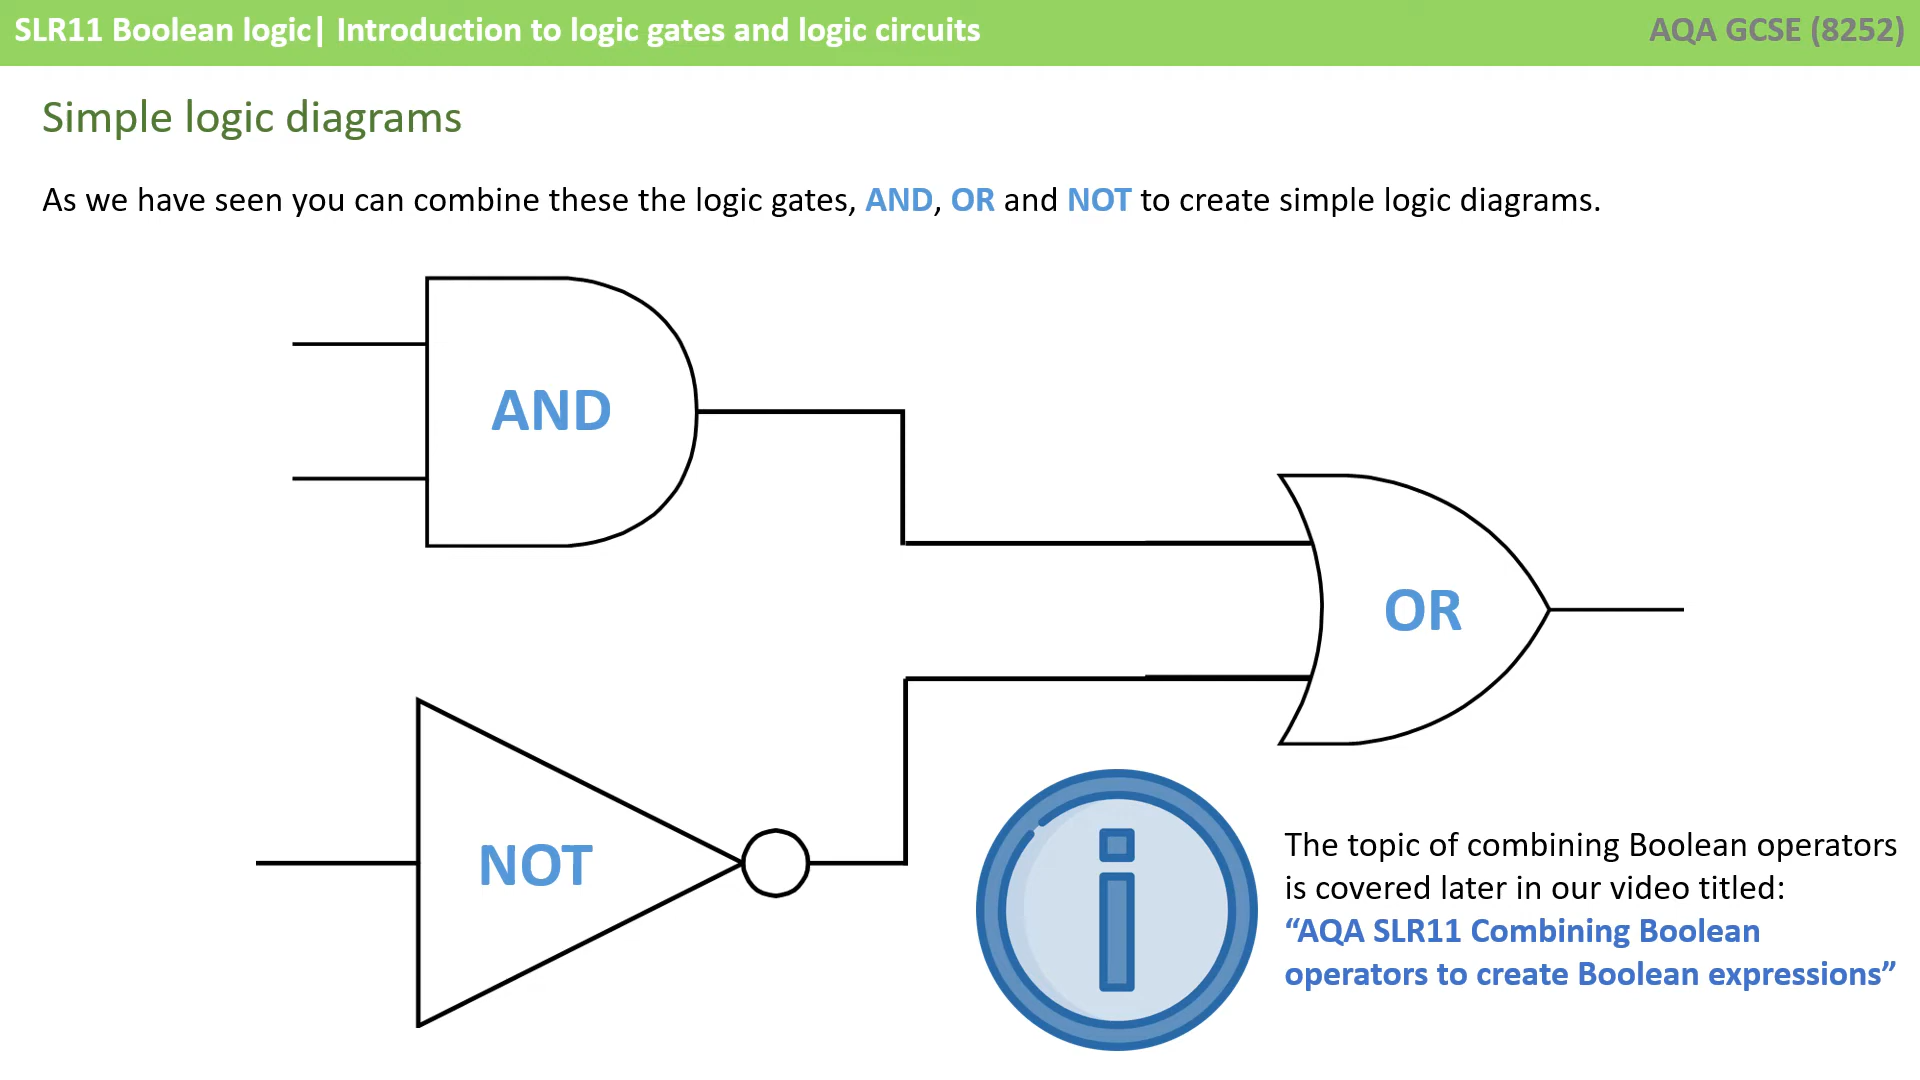 SLR11 Boolean logic| Introduction to logic gates and logic circuits
AQA GCSE (8252)
Simple logic diagrams
As we have seen you can combine these the logic gates, AND, OR and NOT to create simple logic diagrams.
AND
OR
NOT
The topic of combining Boolean operators
is covered later in our video titled:
“AQA SLR11 Combining Boolean
operators to create Boolean expressions”